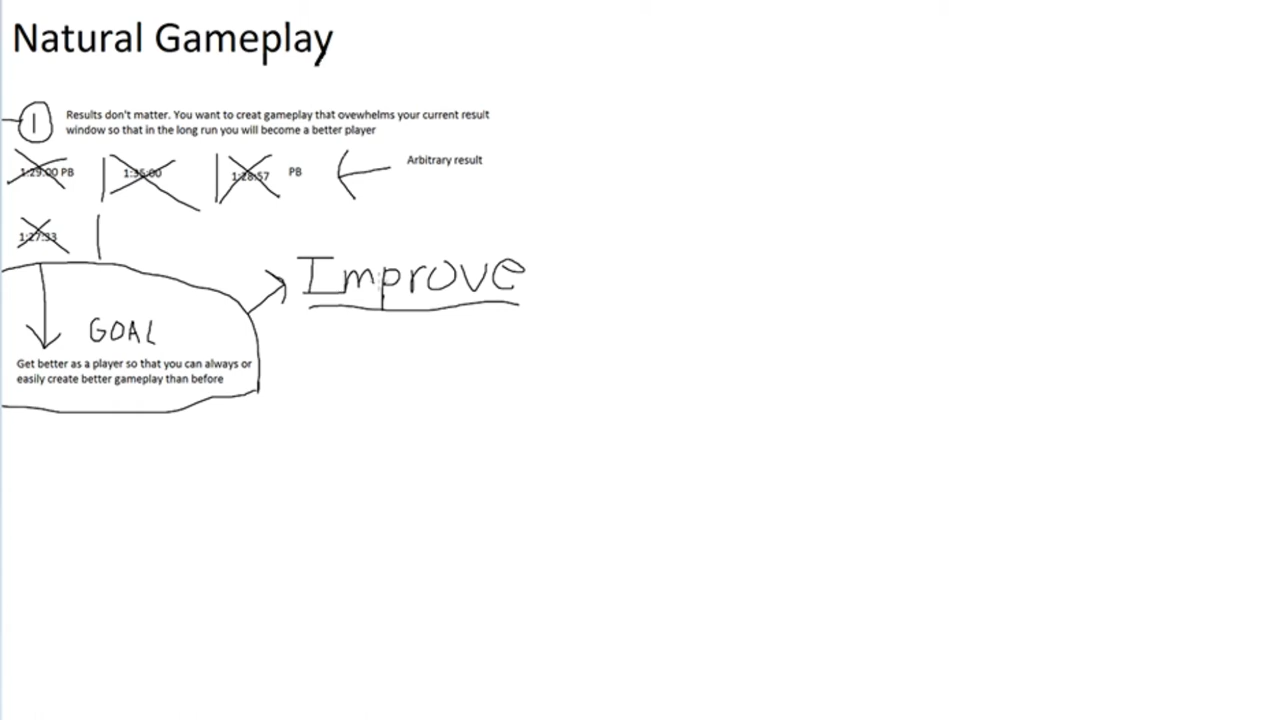 Natural Gameplay
1 Results don't matter. You want to creat gameplay that ovewhelms your current result
window so that in the long run you will become a better player
Arbitrary result
1:29:00 PB 1:35:00 1:28:57 PB
1:27:33
Improve
GOAL
Get better as a player so that you can always or
easily create better gameplay than before